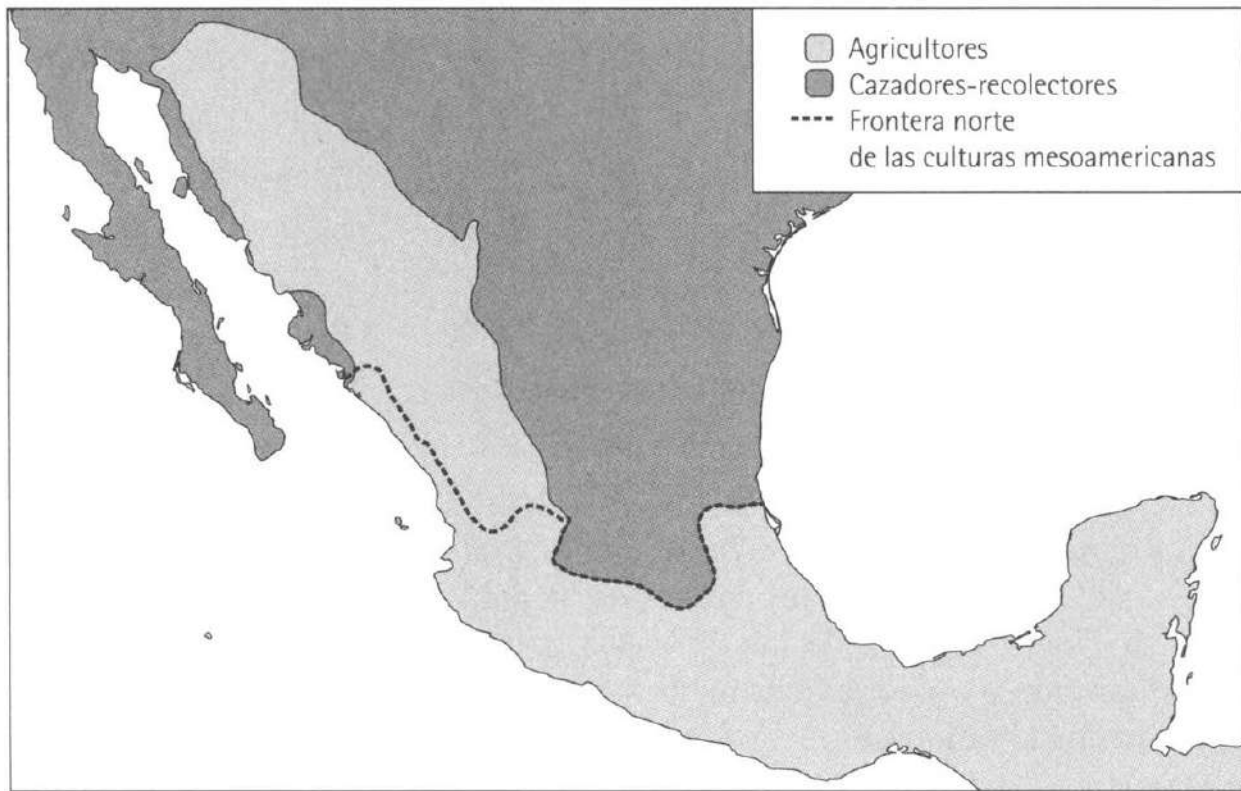 Agricultores
Cazadores-recolectores
Frontera norte
de las culturas mesoamericanas